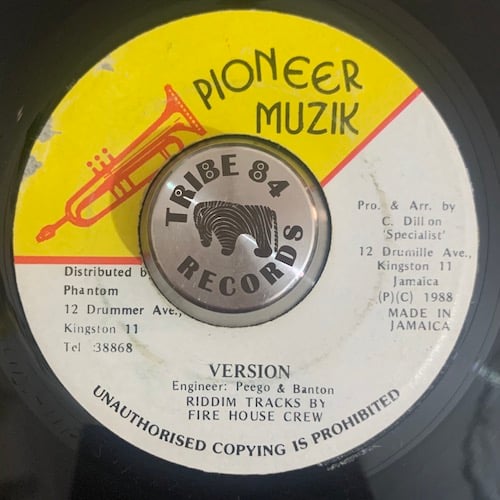 PIONEER
MUZIK
TRIBE 84
RECORDS
Pro. & Arr. by
C. Dillon
'Specialist'
12 Drumille Ave.,
Kingston 11
Jamaica
(P)(C) 1988
MADE IN
JAMAICA
Distributed b
Phantom
12 Drummer Ave.,
Kingston 11
Tel :38868
VERSION
Engineer: Peego & Banton
RIDDIM TRACKS BY
FIRE HOUSE CREW
UNAUTHORISED COPYING IS PROHIBITED